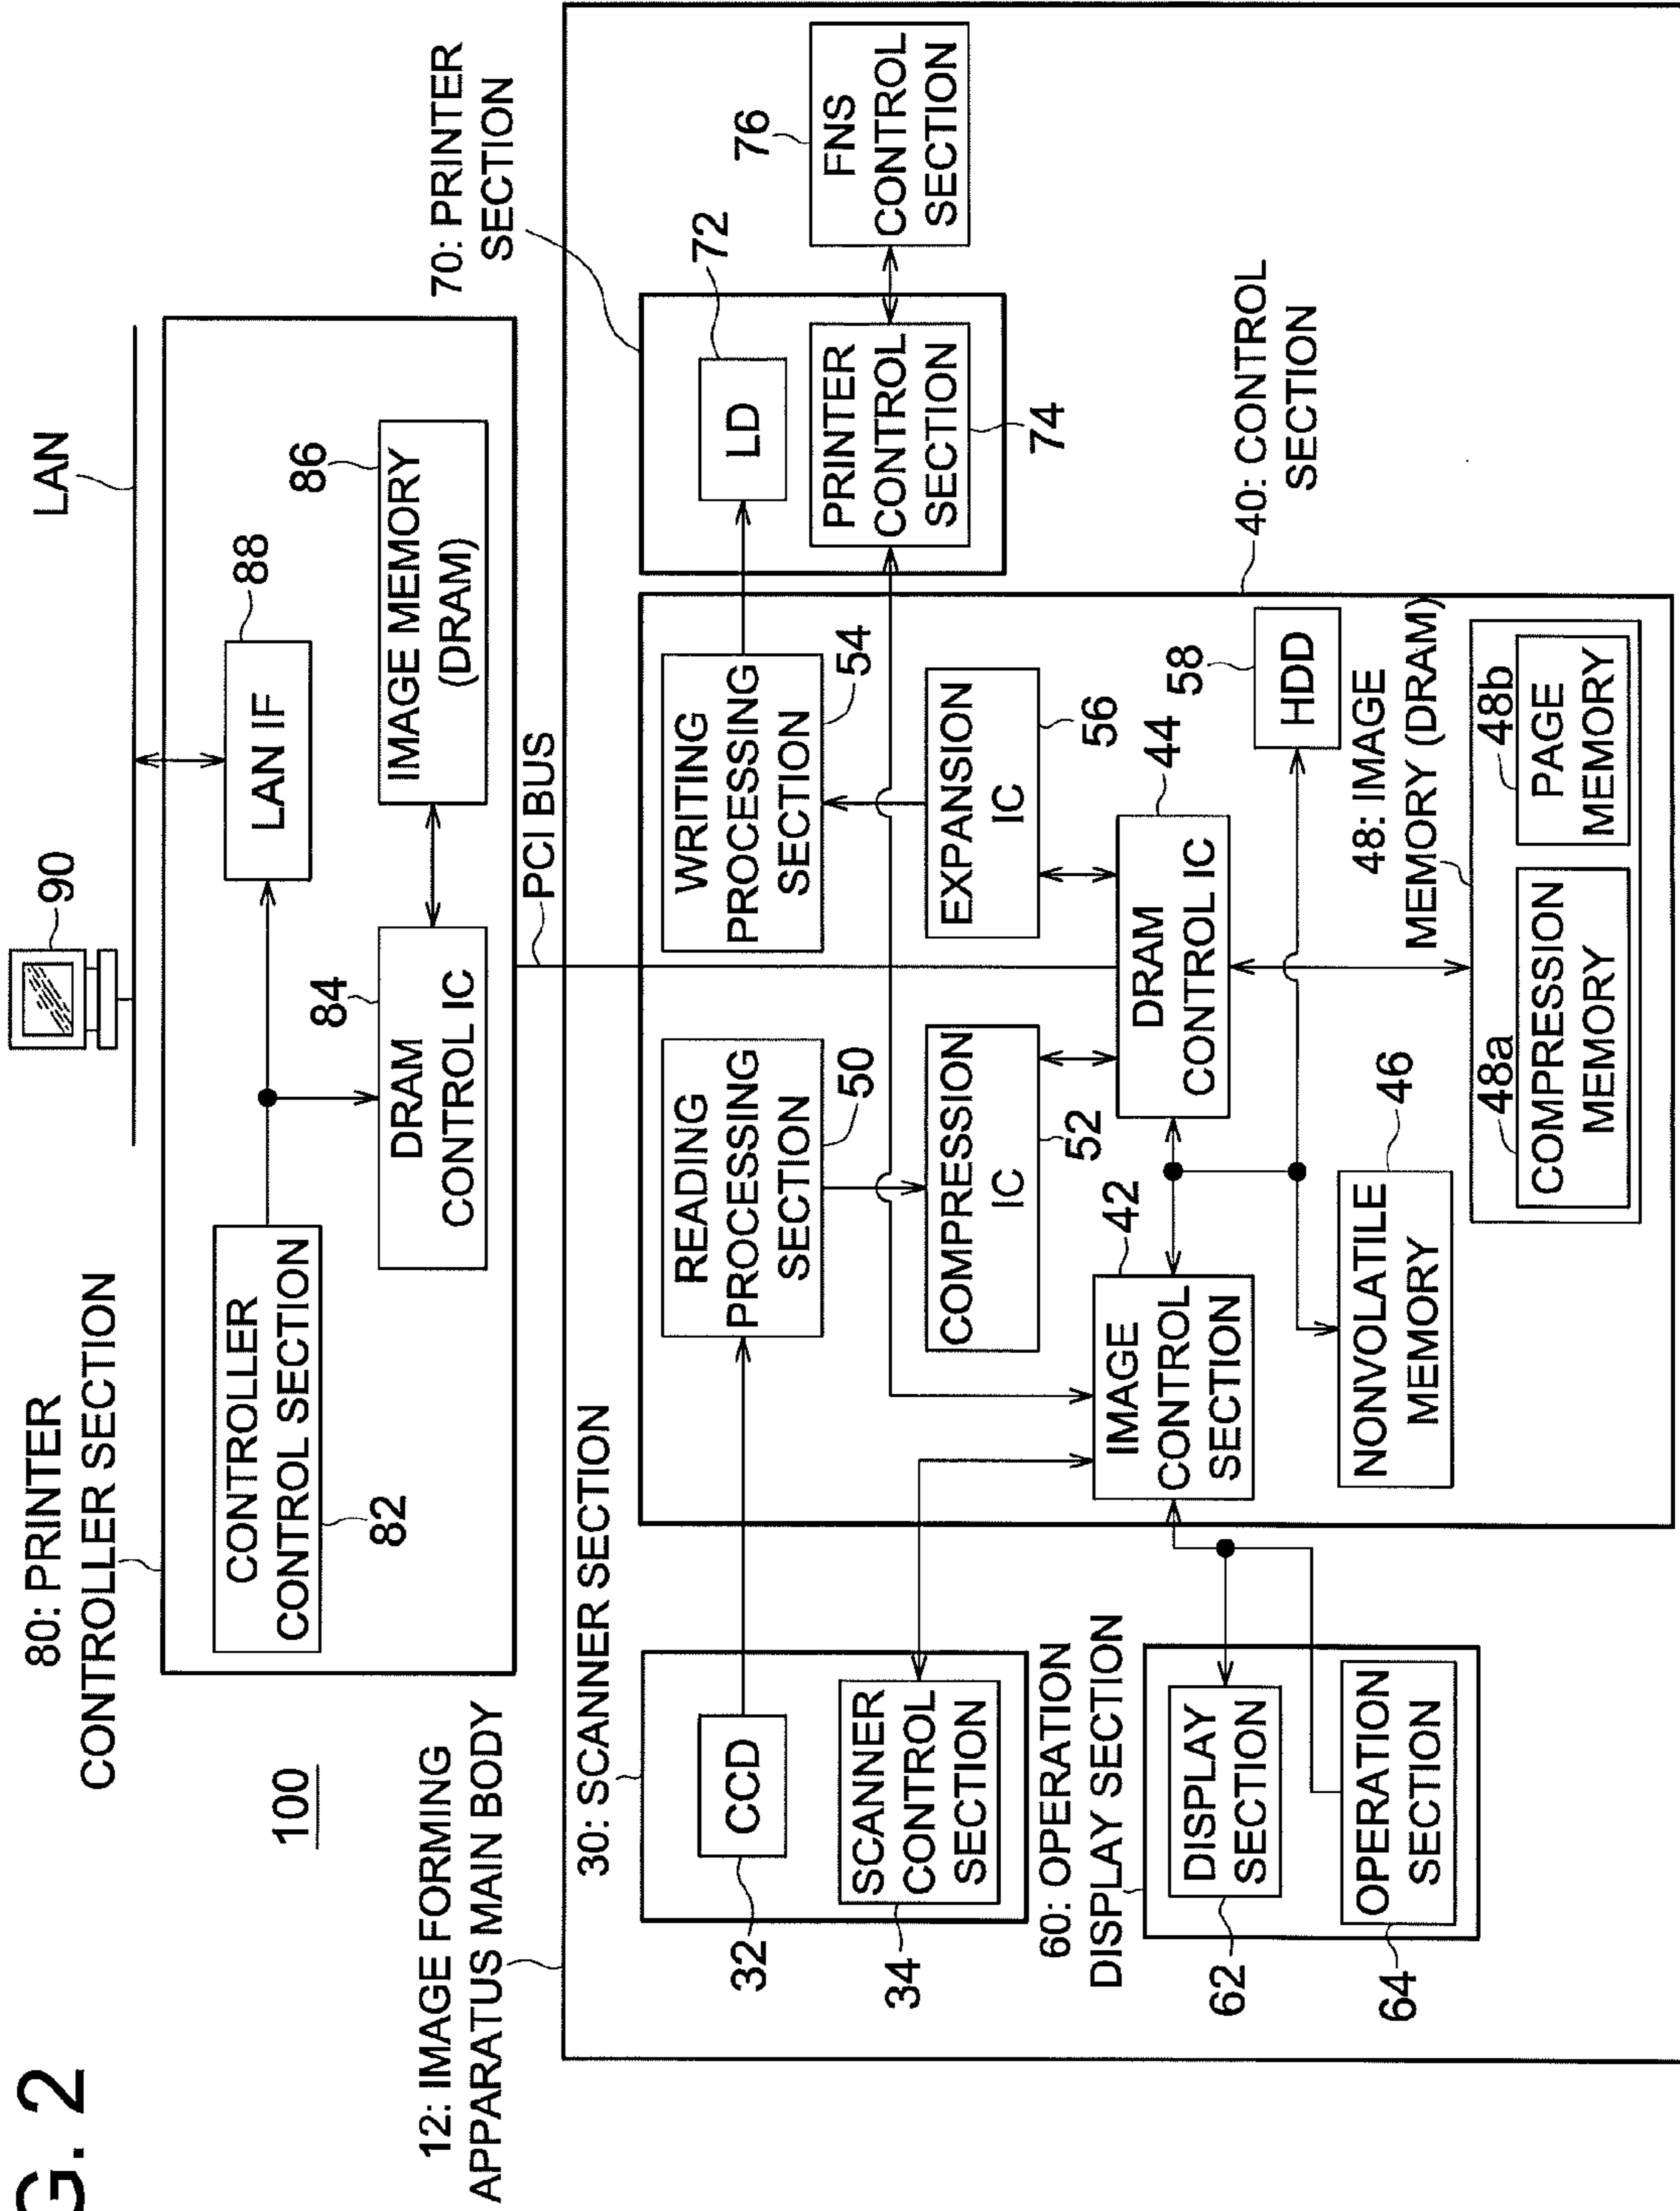 G. 2
90
LAN
80: PRINTER
CONTROLLER SECTION
CONTROLLER
CONTROL SECTION
82
LAN IF
88
84
DRAM
CONTROL IC
86
IMAGE MEMORY
(DRAM)
100
PCI BUS
12: IMAGE FORMING
APPARATUS MAIN BODY
30: SCANNER SECTION
CCD
32
SCANNER
CONTROL
SECTION
34
60: OPERATION
DISPLAY SECTION
DISPLAY
SECTION
62
OPERATION
SECTION
64
READING
PROCESSING
SECTION
50
WRITING
PROCESSING
SECTION
54
COMPRESSION
IC
52
EXPANSION
IC
56
IMAGE
CONTROL
SECTION
42
DRAM
CONTROL IC
44
HDD
58
NONVOLATILE
MEMORY
46
48: IMAGE
MEMORY (DRAM)
48a
COMPRESSION
MEMORY
48b
PAGE
MEMORY
40: CONTROL
SECTION
70: PRINTER
SECTION
LD
72
PRINTER
CONTROL
SECTION
74
76
FNS
CONTROL
SECTION